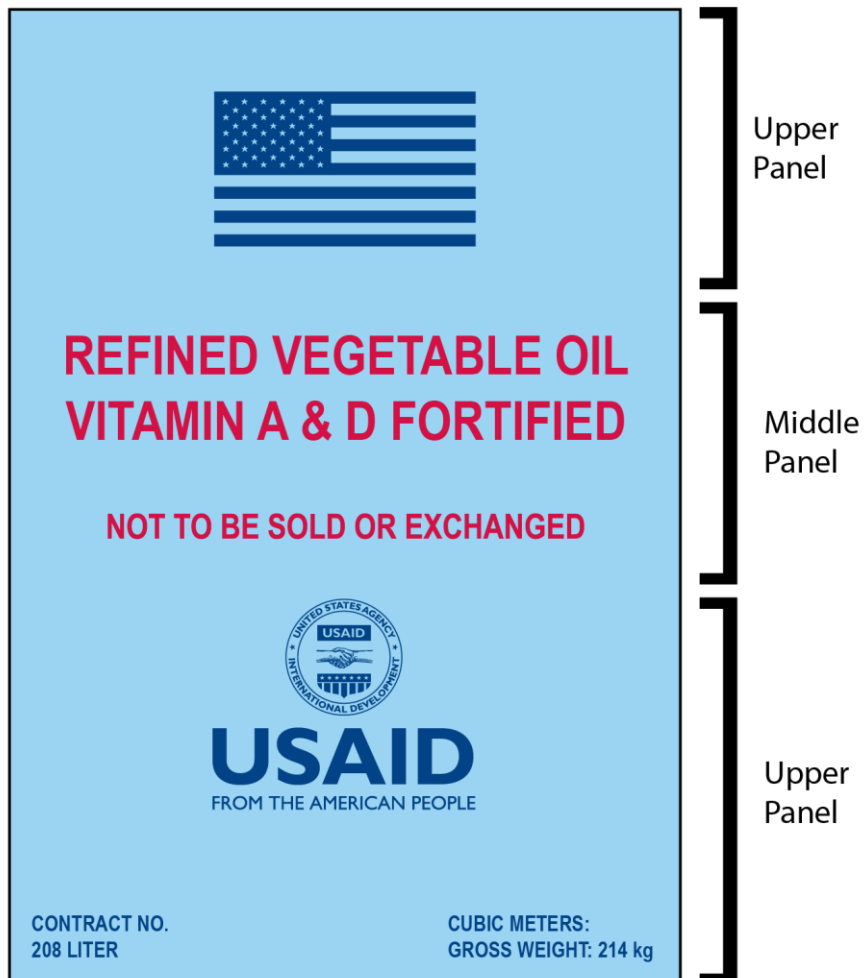 Upper
Panel
REFINED VEGETABLE OIL
VITAMIN A & D FORTIFIED
NOT TO BE SOLD OR EXCHANGED
Middle
Panel
UNITED STATES AGENCY
USAID
INTERNATIONAL DEVELOPMENT
USAID
FROM THE AMERICAN PEOPLE
Upper
Panel
CONTRACT NO.
208 LITER
CUBIC METERS:
GROSS WEIGHT: 214 kg